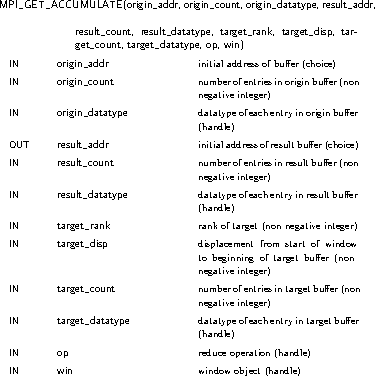 MPI_GET_ACCUMULATE(origin_addr, origin_count, origin_datatype, result_addr,
result_count, result_datatype, target_rank, target_disp, tar-
get_count, target_datatype, op, win)
IN origin_addr initial address of buffer (choice)
IN origin_count number of entries in origin buffer (non
negative integer)
IN origin_datatype datatype of each entry in origin buffer
(handle)
OUT result_addr initial address of result buffer (choice)
IN result_count number of entries in result buffer (non
negative integer)
IN result_datatype datatype of each entry in result buffer
(handle)
IN target_rank rank of target (non negative integer)
IN target_disp displacement from start of window
to beginning of target buffer (non
negative integer)
IN target_count number of entries in target buffer (non
negative integer)
IN target_datatype datatype of each entry in target buffer
(handle)
IN op reduce operation (handle)
IN win window object (handle)